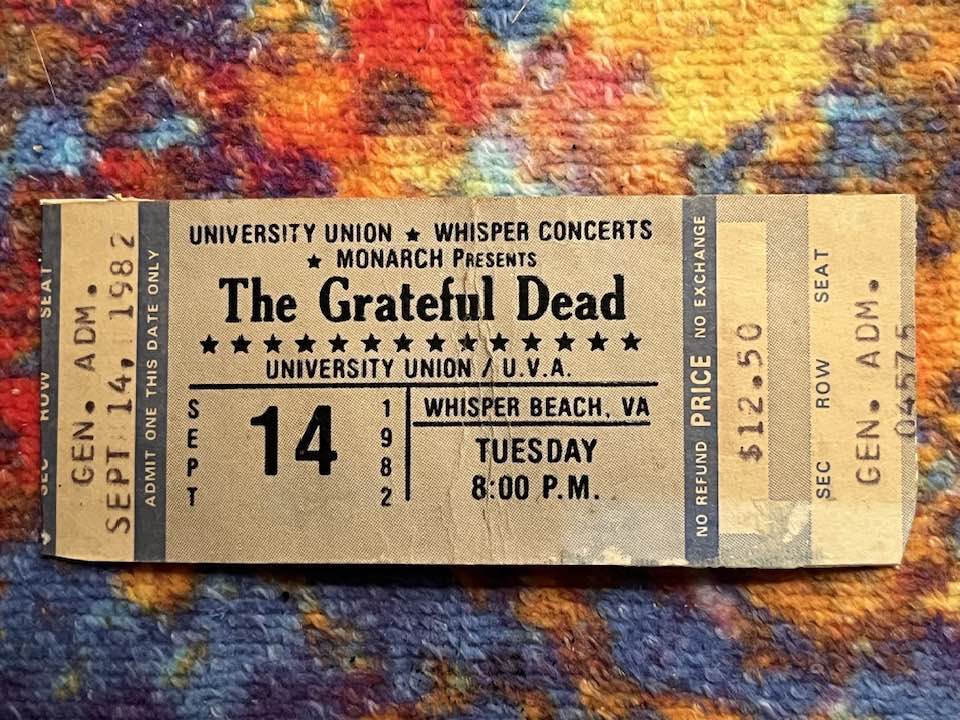 SEC ROW SEAT
GEN. ADM.
SEPT 14, 1982
ADMIT ONE THIS DATE ONLY
UNIVERSITY UNION ★ WHISPER CONCERTS
★ MONARCH PRESENTS
The Grateful Dead
★★★★★★★★★★★★★★
UNIVERSITY UNION / U.V.A.
SEPT
14
1982
WHISPER BEACH, VA
TUESDAY
8:00 P.M.
NO REFUND PRICE NO EXCHANGE
$12.50
SEC ROW SEAT
GEN. ADM.
04575